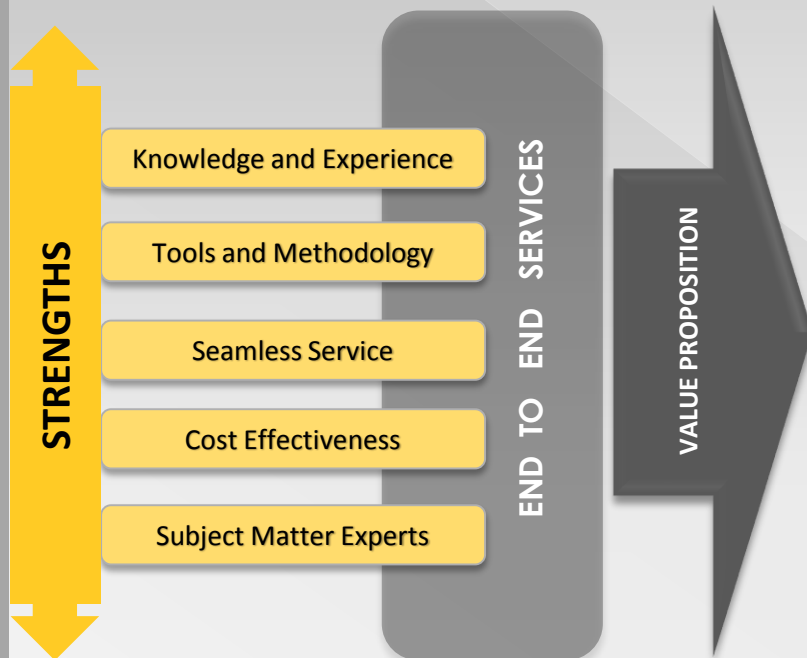 STRENGTHS
Knowledge and Experience
Tools and Methodology
Seamless Service
Cost Effectiveness
Subject Matter Experts
END TO END SERVICES
VALUE PROPOSITION